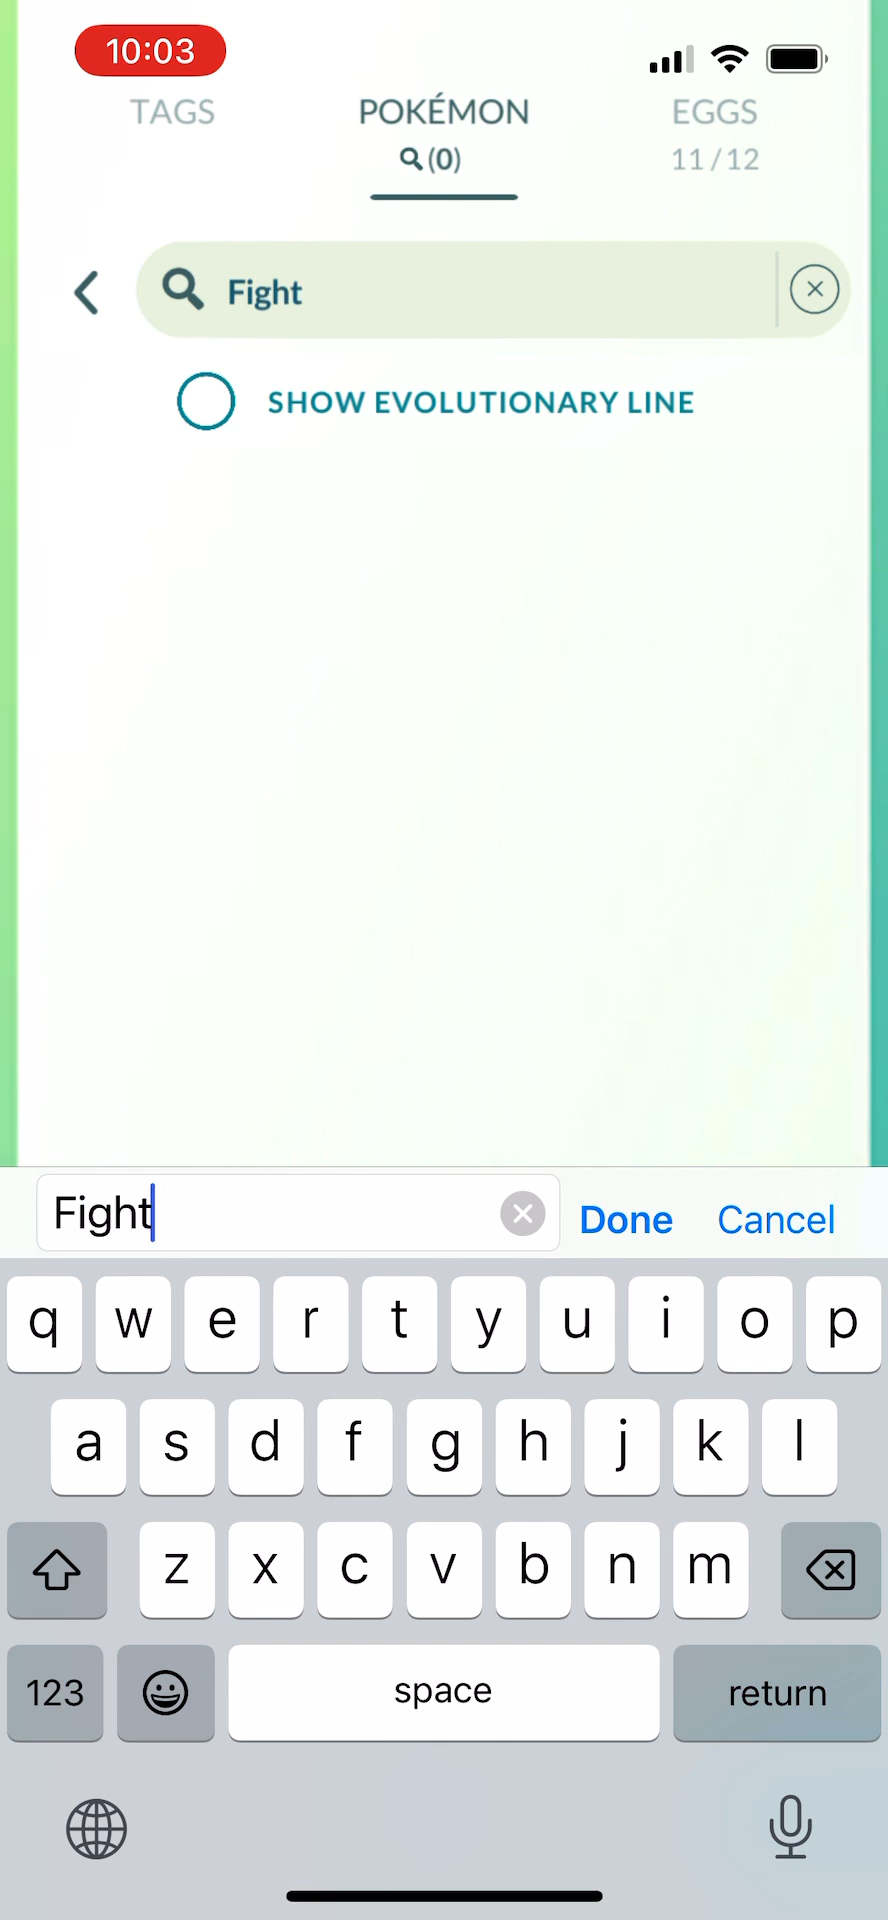 10:03
TAGS
POKÉMON
EGGS
(0)
11/12
Fight
SHOW EVOLUTIONARY LINE
Fight
Done
Cancel
q w e r t y u i o p
a s d f g h j k l
z x c v b n m
123
space
return